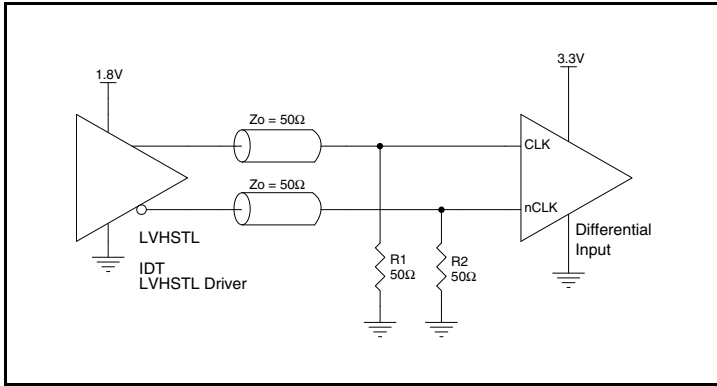 1.8V
3.3V
Zo = 50Ω
CLK
Zo = 50Ω
nCLK
LVHSTL
IDT
LVHSTL Driver
R1
50Ω
R2
50Ω
Differential
Input